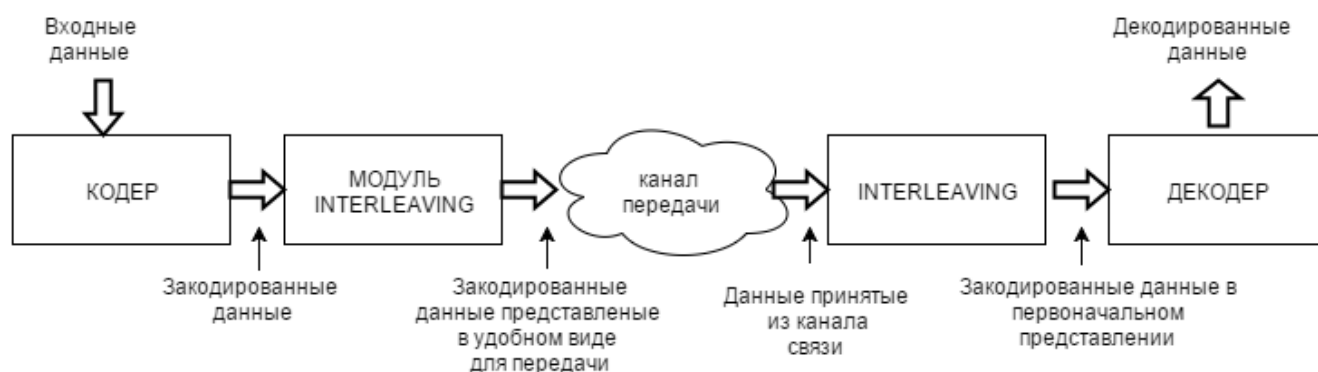 Входные
данные
Декодированные
данные
КОДЕР
МОДУЛЬ
INTERLEAVING
канал
передачи
INTERLEAVING
ДЕКОДЕР
Закодированные
данные
Закодированные
данные представленые
в удобном виде
для передачи
Данные принятые
из канала
связи
Закодированные данные в
первоначальном
представлении